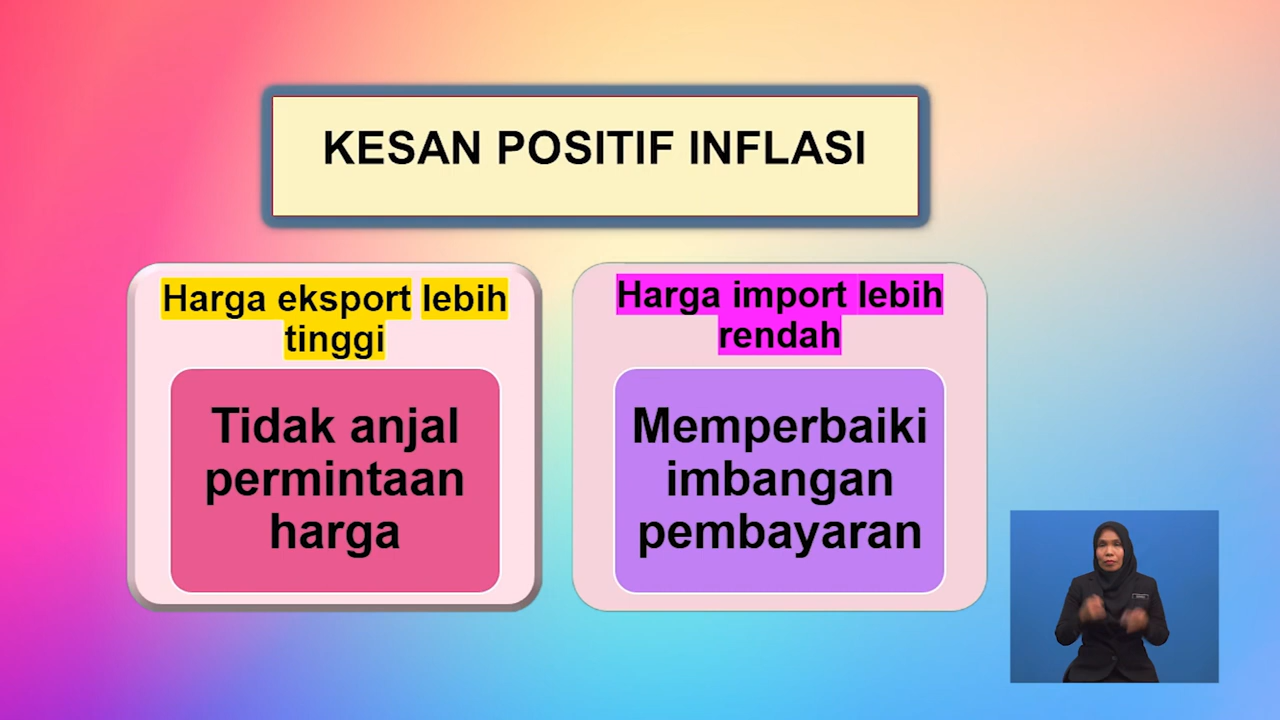 KESAN POSITIF INFLASI
Harga eksport lebih
tinggi
Tidak anjal
permintaan
harga
Harga import lebih
rendah
Memperbaiki
imbangan
pembayaran